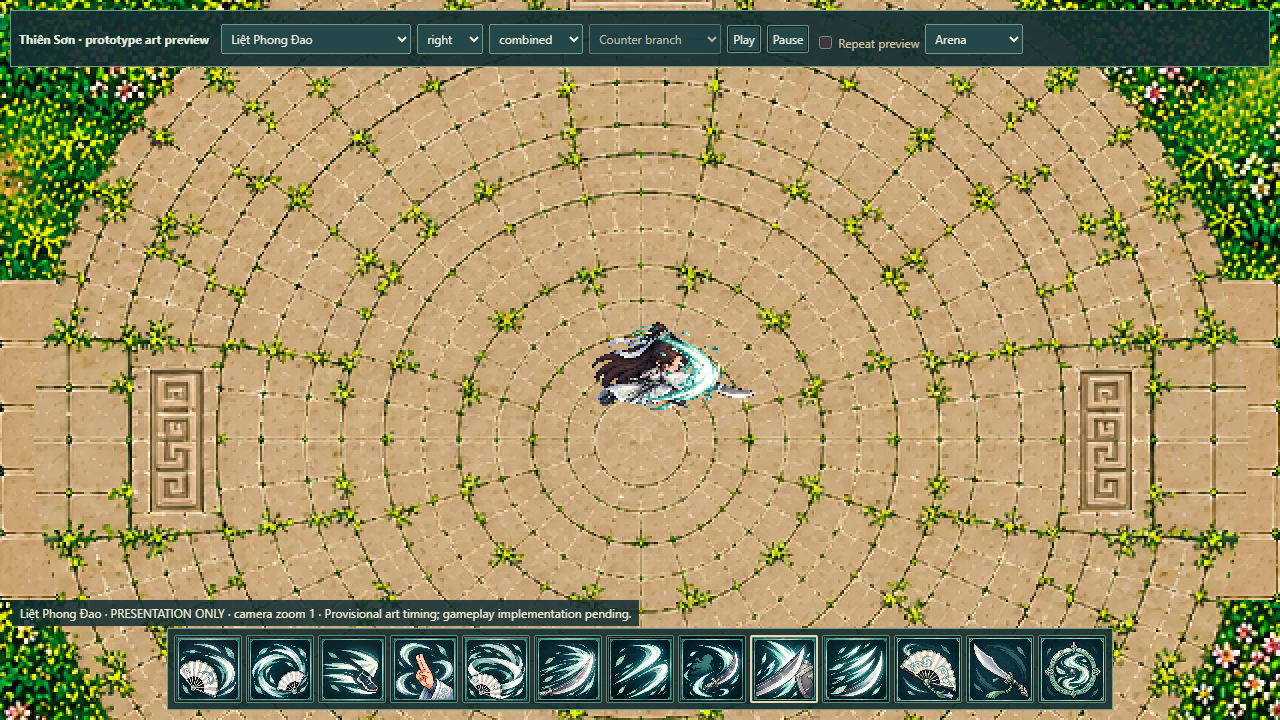 Thiên Sơn · prototype art preview
Liệt Phong Đao
right
combined
Counter branch
Play
Pause
Repeat preview
Arena
Liệt Phong Đao · PRESENTATION ONLY · camera zoom 1 · Provisional art timing; gameplay implementation pending.